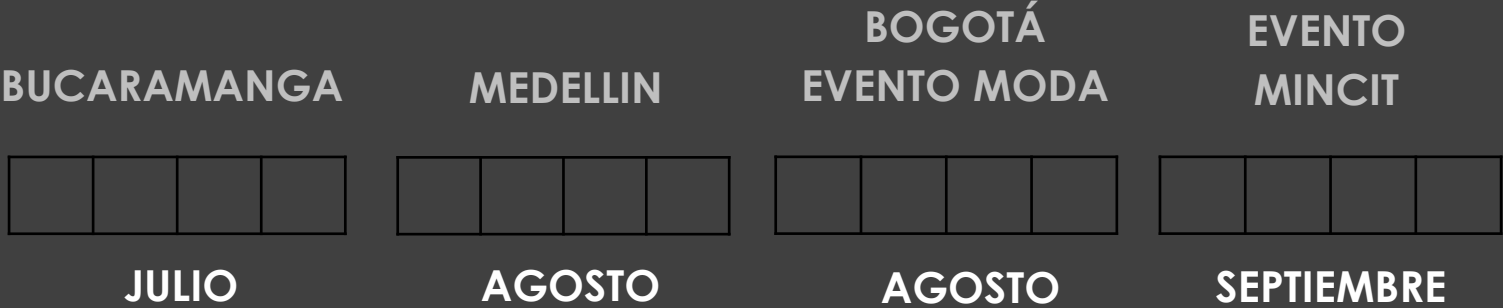 BUCARAMANGA
MEDELLIN
BOGOTÁ
EVENTO MODA
EVENTO
MINCIT
JULIO
AGOSTO
AGOSTO
SEPTIEMBRE